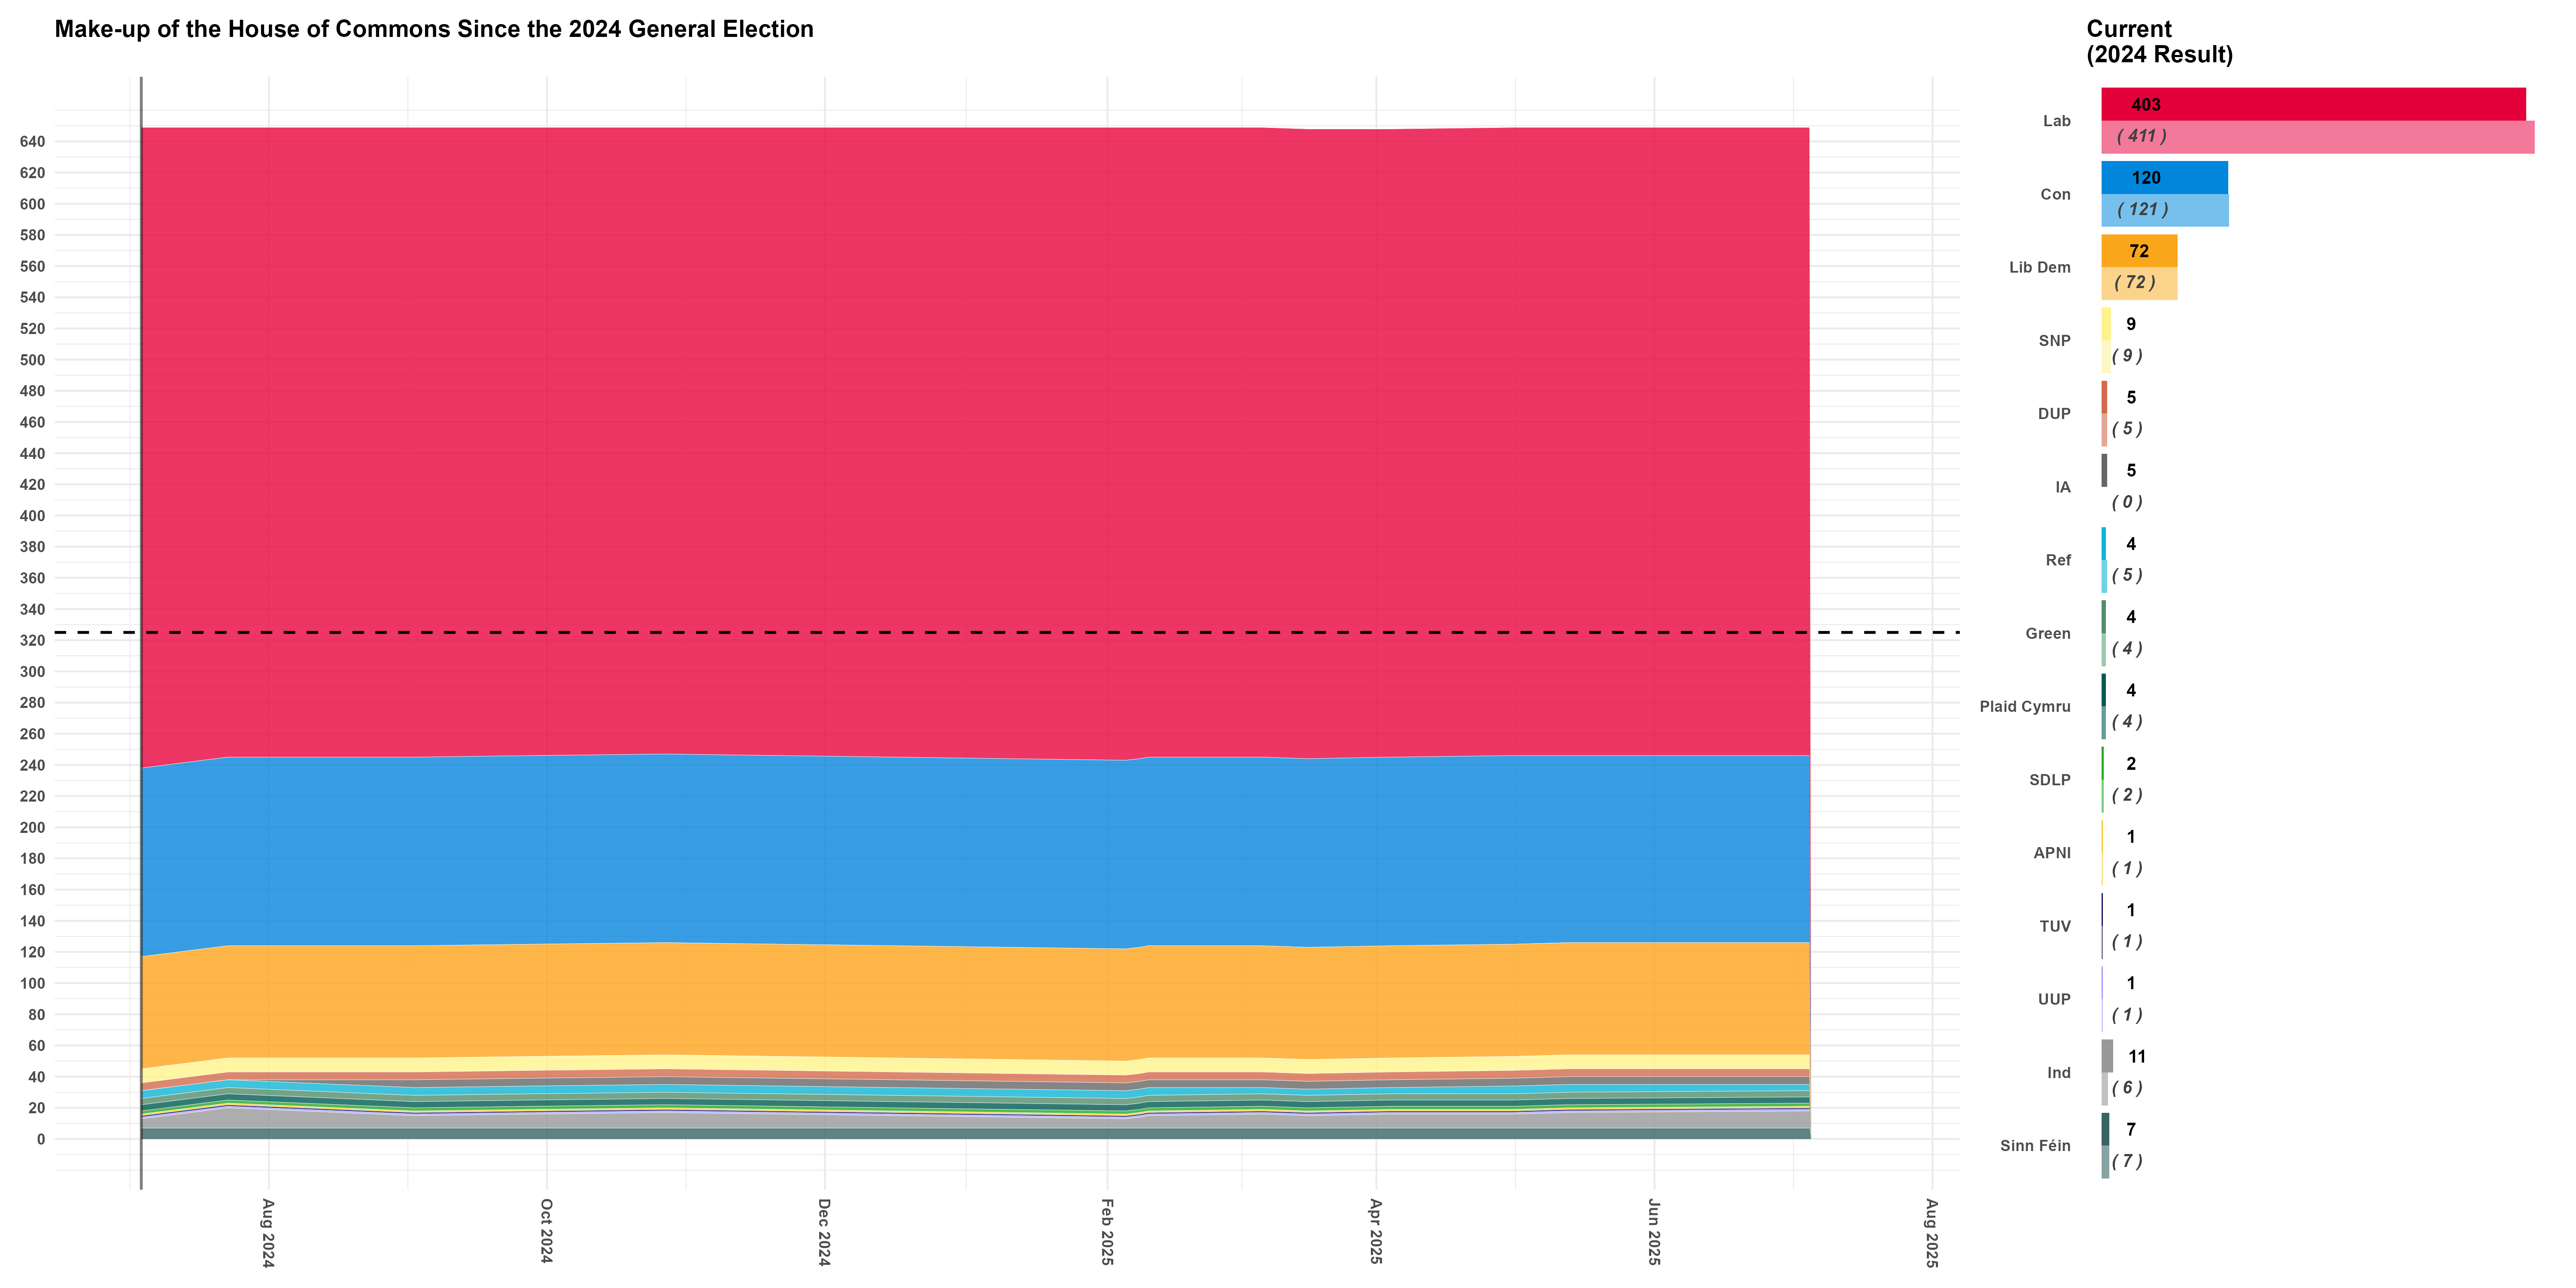 Make-up of the House of Commons Since the 2024 General Election
640
620
600
580
560
540
520
500
480
460
440
420
400
380
360
340
320
300
280
260
240
220
200
180
160
140
120
100
80
60
40
20
0
Aug 2024
Oct 2024
Dec 2024
Feb 2025
Apr 2025
Jun 2025
Aug 2025
Current
(2024 Result)
Lab
403
( 411 )
Con
120
( 121 )
Lib Dem
72
( 72 )
SNP
9
( 9 )
DUP
5
( 5 )
IA
5
( 0 )
Ref
4
( 5 )
Green
4
( 4 )
Plaid Cymru
4
( 4 )
SDLP
2
( 2 )
APNI
1
( 1 )
TUV
1
( 1 )
UUP
1
( 1 )
Ind
11
( 6 )
Sinn Féin
7
( 7 )